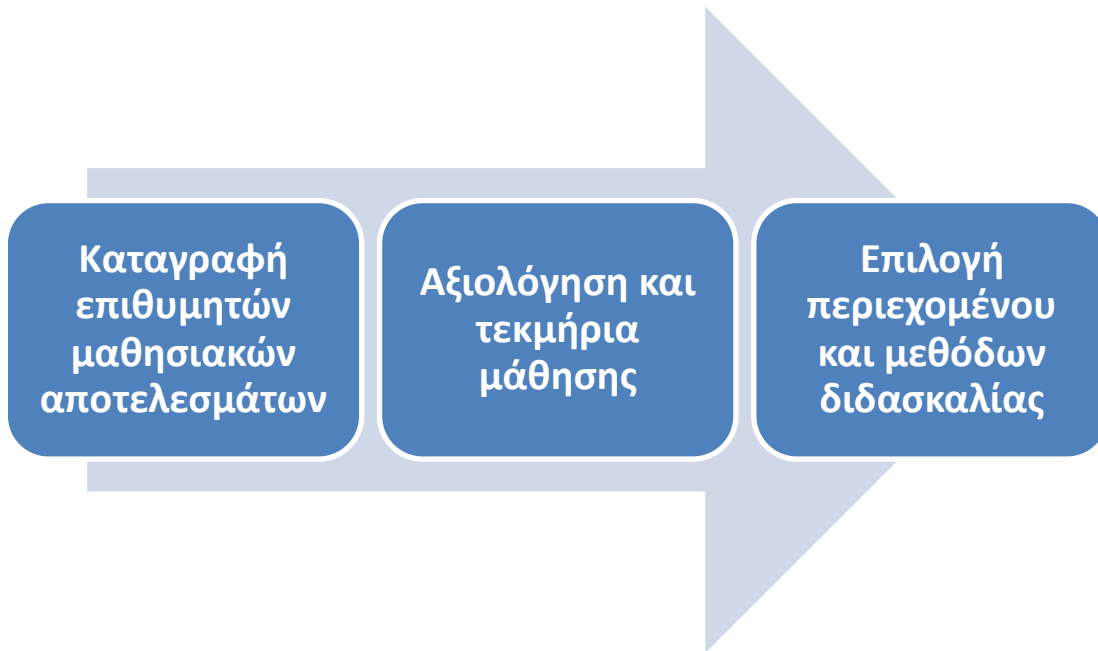 Καταγραφή
επιθυμητών
μαθησιακών
αποτελεσμάτων
Αξιολόγηση και
τεκμήρια
μάθησης
Επιλογή
περιεχομένου
και μεθόδων
διδασκαλίας